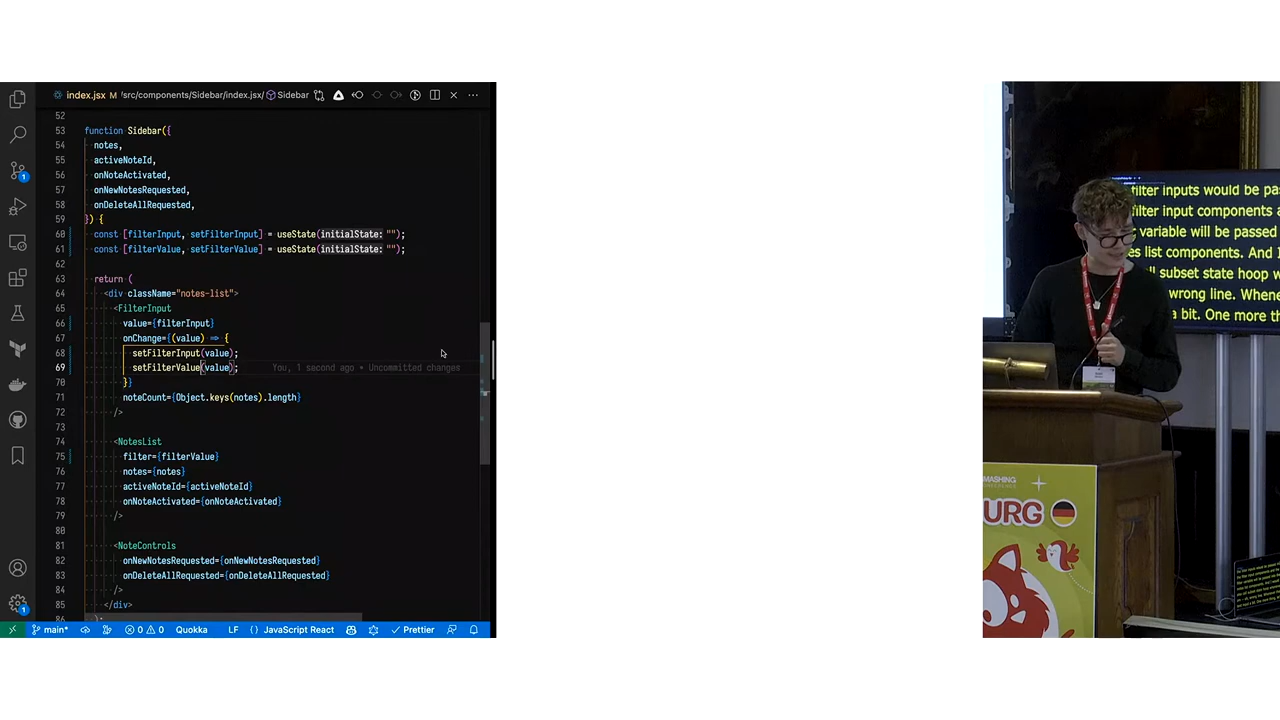 index.jsx M '/src/components/Sidebar/index.jsx/ Sidebar
52
53 function Sidebar({
54 notes,
55 activeNoteId,
56 onNoteActivated,
57 onNewNotesRequested,
58 onDeleteAllRequested,
59 }) {
60 const [filterInput, setFilterInput] = useState(initialState: "");
61 const [filterValue, setFilterValue] = useState(initialState: "");
62
63 return (
64 <div className="notes-list">
65 <FilterInput
66 value={filterInput}
67 onChange={(value) => {
68 setFilterInput(value);
69 setFilterValue(value); You, 1 second ago • Uncommitted changes
70 }}
71 noteCount={Object.keys(notes).length}
72 />
73
74 <NotesList
75 filter={filterValue}
76 notes={notes}
77 activeNoteId={activeNoteId}
78 onNoteActivated={onNoteActivated}
79 />
80
81 <NoteControls
82 onNewNotesRequested={onNewNotesRequested}
83 onDeleteAllRequested={onDeleteAllRequested}
84 />
85 </div>
86 );
1
1
main* 0 0 Quokka LF {} JavaScript React Prettier
filter inputs would be pas
filter input components a
variable will be passed
es list components. And I
ll subset state hoop w
wrong line. Whene
a bit. One more th
MASHING
URG